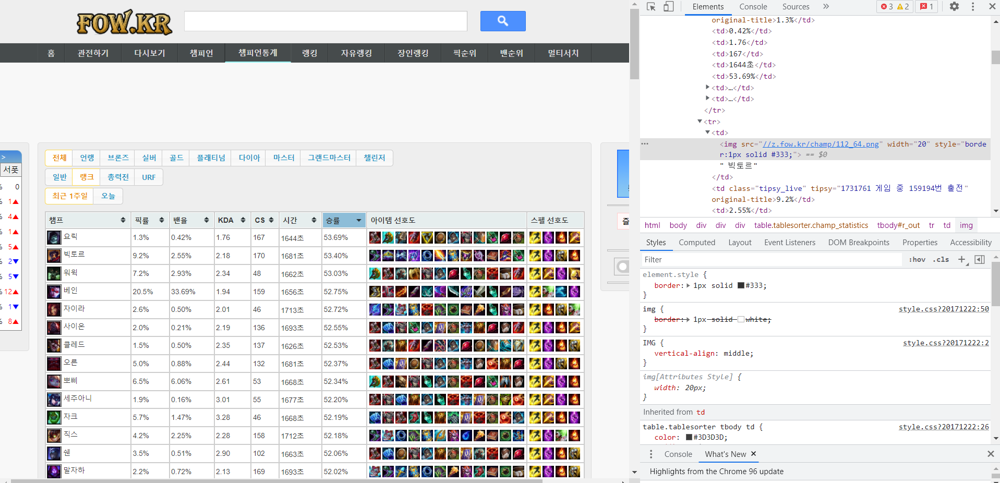 FOW.KR
홈 관전하기 다시보기 챔피언 챔피언통계 랭킹 자유랭킹 장인랭킹 픽순위 밴순위 멀티서치
>
서폿
% 0
% 1▲
% 4▲
% 1▲
% 5▲
% 2▼
% 5▼
% 12▲
% 1▼
% 8▲
전체 언랭 브론즈 실버 골드 플래티넘 다이아 마스터 그랜드마스터 챌린저
일반 랭크 총력전 URF
최근 1주일 오늘
챔프 픽률 밴율 KDA CS 시간 승률 아이템 선호도 스펠 선호도
요릭 1.3% 0.42% 1.76 167 1644초 53.69%
빅토르 9.2% 2.55% 2.18 170 1681초 53.40%
워윅 7.2% 2.93% 2.34 48 1662초 53.03%
베인 20.5% 33.69% 1.94 159 1656초 52.75%
자이라 2.6% 0.50% 2.01 46 1713초 52.72%
사이온 2.0% 0.21% 2.19 136 1693초 52.55%
클레드 1.5% 0.50% 2.35 137 1626초 52.53%
오른 5.0% 0.88% 2.44 132 1681초 52.37%
뽀삐 6.5% 6.06% 2.61 53 1668초 52.34%
세주아니 1.9% 0.16% 3.01 55 1677초 52.20%
자크 5.7% 1.47% 3.28 46 1668초 52.19%
직스 4.2% 2.25% 2.28 158 1712초 52.18%
쉔 3.5% 0.51% 2.90 102 1663초 52.06%
말자하 2.2% 0.72% 2.13 169 1693초 52.02%
즐
Elements Console Sources » 3 2 1
original-title>1.3%</td>
<td>0.42%</td>
<td>1.76</td>
<td>167</td>
<td>1644초</td>
<td>53.69%</td>
<td>…</td>
<td>…</td>
</tr>
<tr>
<td>
<img src="//z.fow.kr/champ/112_64.png" width="20" style="borde
r:1px solid #333;"> == $0
" 빅토르"
</td>
<td class="tipsy_live" tipsy="1731761 게임 중 159194번 출전"
original-title>9.2%</td>
<td>2.55%</td>
html body div div div table.tablesorter.champ_statistics tbody#r_out tr td img
Styles Computed Layout Event Listeners DOM Breakpoints Properties Accessibility
Filter :hov .cls +
element.style {
border: 1px solid #333;
}
img { style.css?20171222:50
border: 1px solid white;
}
IMG { style.css?20171222:2
vertical-align: middle;
}
img[Attributes Style] {
width: 20px;
}
Inherited from td
table.tablesorter tbody td { style.css?20171222:26
color: #3D3D3D;
Console What's New
Highlights from the Chrome 96 update